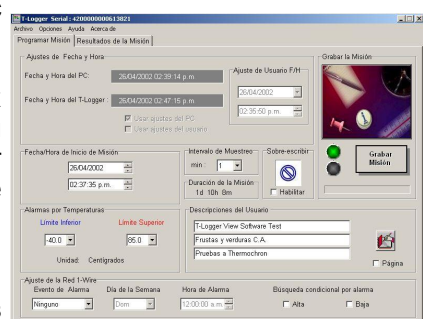 T-Logger Serial: 4200000000613821
Archivo Opciones Ayuda Acerca de
Programar Misión Resultados de la Misión
Ajustes de Fecha y Hora
Fecha y Hora del PC: 26/04/2002 02:39:14 p.m.
Fecha y Hora del T-Logger: 26/04/2002 02:47:15 p.m.
Usar ajustes del PC
Usar ajustes del usuario
Ajuste de Usuario F/H
26/04/2002
02:35:50 p.m.
Grabar la Misión
Grabar Misión
Fecha/Hora de Inicio de Misión
26/04/2002
02:37:35 p.m.
Intervalo de Muestreo
min.: 1
Duración de la Misión
1d 10h 8m
Sobre-escribir
Habilitar
Alarmas por Temperaturas
Limite Inferior Limite Superior
-40.0 85.0
Unidad: Centígrados
Descripciones del Usuario
T-Logger View Software Test
Frustas y verduras C.A.
Pruebas a Thermochron
Página
Ajuste de la Red 1-Wire
Evento de Alarma Día de la Semana Hora de Alarma Búsqueda condicional por alarma
Ninguno Dom 12:00:00 a.m. Alta Baja